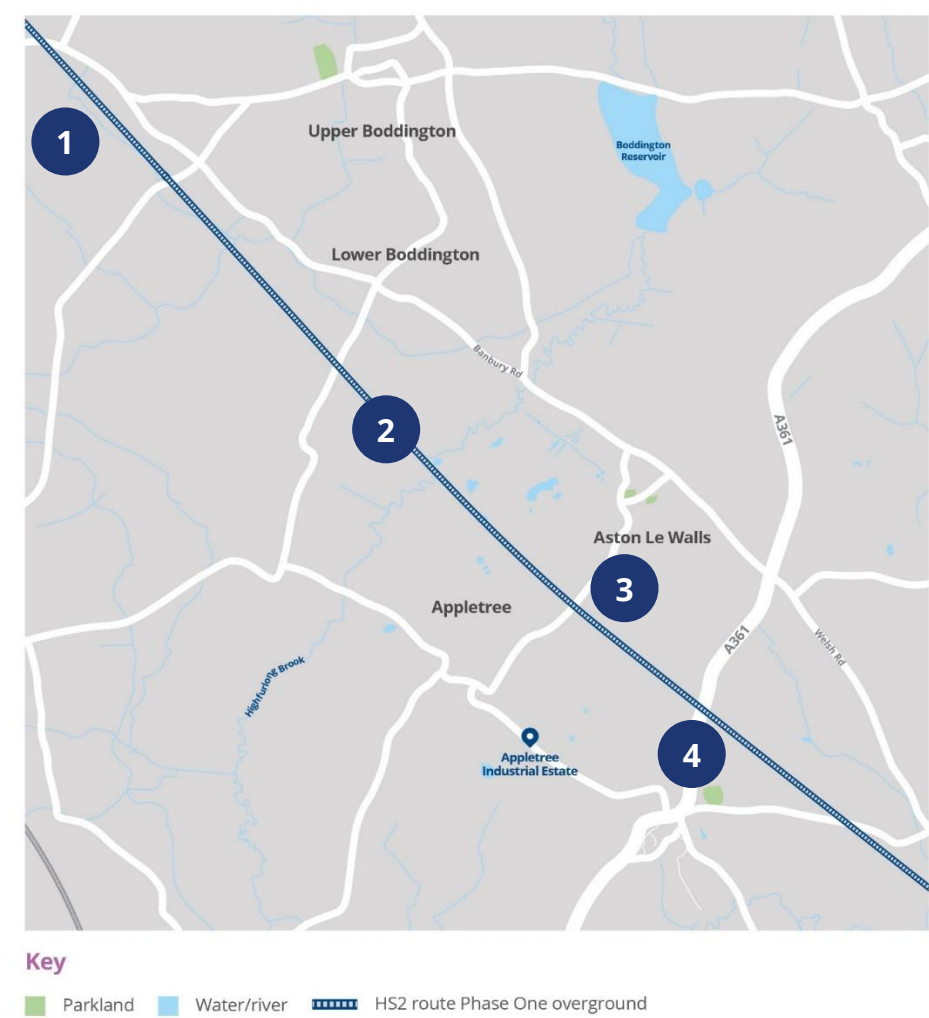 1
Upper Boddington
Boddington
Reservoir
Lower Boddington
Banbury Rd
A361
2
Aston Le Walls
3
Appletree
A361
Welsh Rd
Highfurlong Brook
4
Appletree
Industrial Estate
Key
Parkland
Water/river
HS2 route Phase One overground